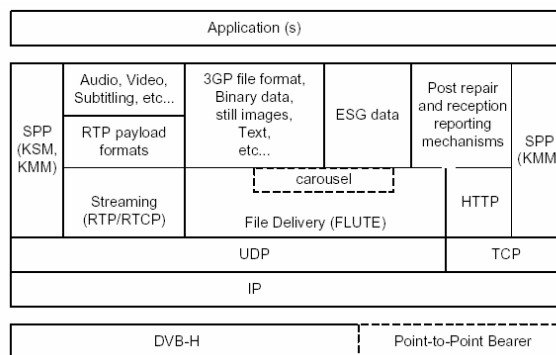 Application (s)
SPP
(KSM,
KMM)
Audio, Video,
Subtitling, etc...
RTP payload
formats
Streaming
(RTP/RTCP)
3GP file format,
Binary data,
still images,
Text,
etc...
ESG data
carousel
File Delivery (FLUTE)
Post repair
and reception
reporting
mechanisms
HTTP
SPP
(KMM)
UDP
TCP
IP
DVB-H
Point-to-Point Bearer